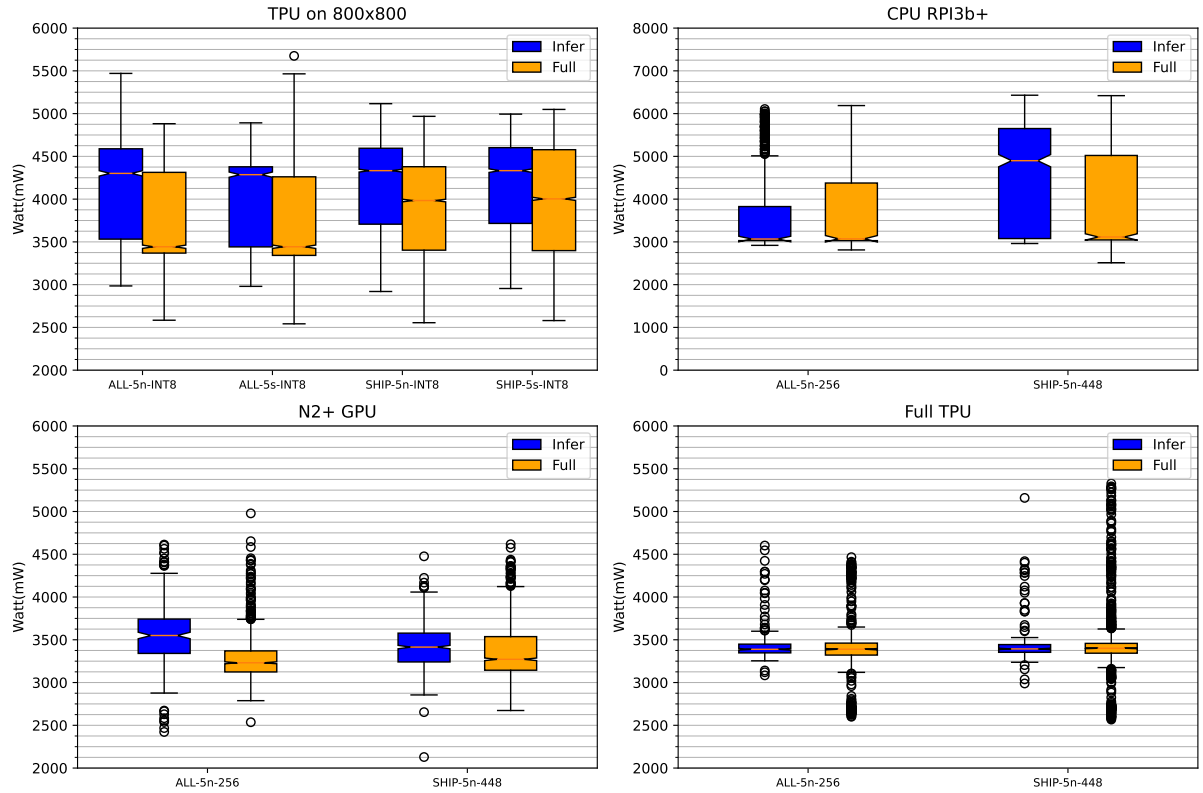 TPU on 800x800
6000
5500
5000
4500
4000
3500
3000
2500
2000
Watt(mW)
Infer
Full
ALL-5n-INT8
ALL-5s-INT8
SHIP-5n-INT8
SHIP-5s-INT8
CPU RPI3b+
8000
7000
6000
5000
4000
3000
2000
1000
0
Watt(mW)
Infer
Full
ALL-5n-256
SHIP-5n-448
N2+ GPU
6000
5500
5000
4500
4000
3500
3000
2500
2000
Watt(mW)
Infer
Full
ALL-5n-256
SHIP-5n-448
Full TPU
6000
5500
5000
4500
4000
3500
3000
2500
2000
Watt(mW)
Infer
Full
ALL-5n-256
SHIP-5n-448